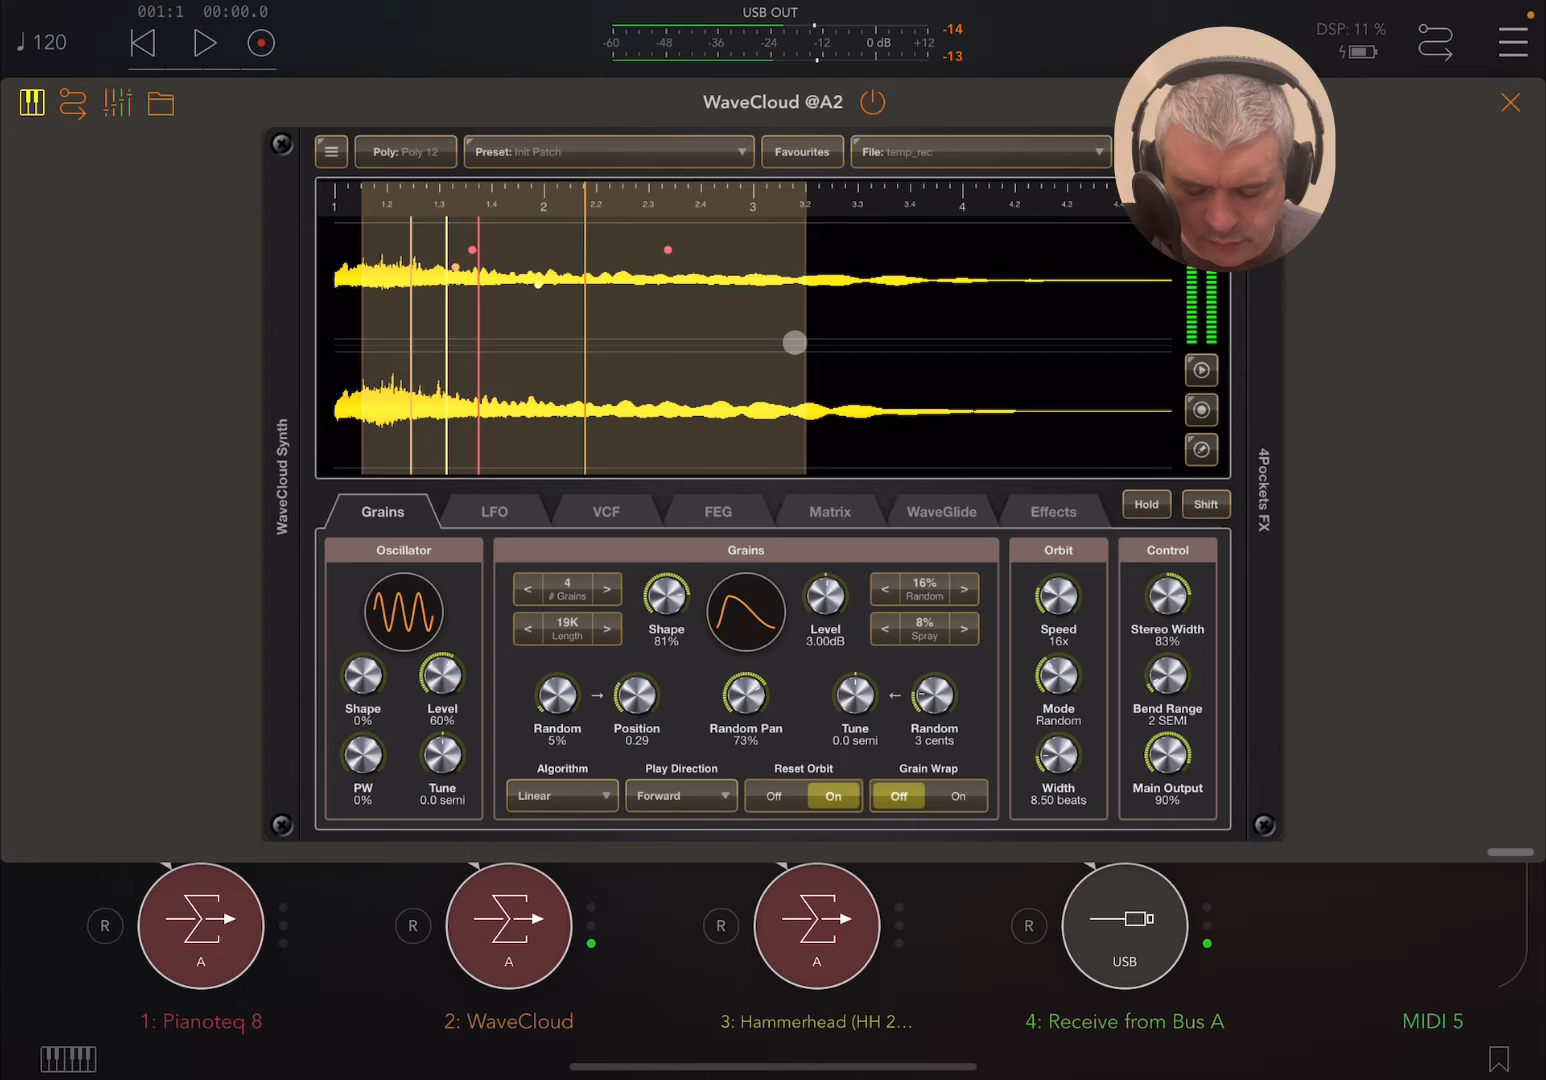 001:1 00:00.0
USB OUT
-14
♩ 120
-60 -48 -36 -24 -12 0 dB +12
-13
DSP: 11 %
WaveCloud @A2
Poly: Poly 12
Preset: Init Patch
Favourites
File: temp_rec
1 1.2 1.3 1.4 2 2.2 2.3 2.4 3 3.2 3.3 3.4 4 4.2 4.3
WaveCloud Synth
4Pockets FX
Grains LFO VCF FEG Matrix WaveGlide Effects Hold Shift
Oscillator
Shape
0%
Level
60%
PW
0%
Tune
0.0 semi
Grains
< 4 >
# Grains
< 19K >
Length
Shape
81%
Level
3.00dB
< 16% >
Random
< 8% >
Spray
Random
5%
→
Position
0.29
Random Pan
73%
Tune
0.0 semi
←
Random
3 cents
Algorithm
Linear
Play Direction
Forward
Reset Orbit
Off On
Grain Wrap
Off On
Orbit
Speed
16x
Mode
Random
Width
8.50 beats
Control
Stereo Width
83%
Bend Range
2 SEMI
Main Output
90%
R A R A R A R USB
1: Pianoteq 8
2: WaveCloud
3: Hammerhead (HH 2...
4: Receive from Bus A
MIDI 5